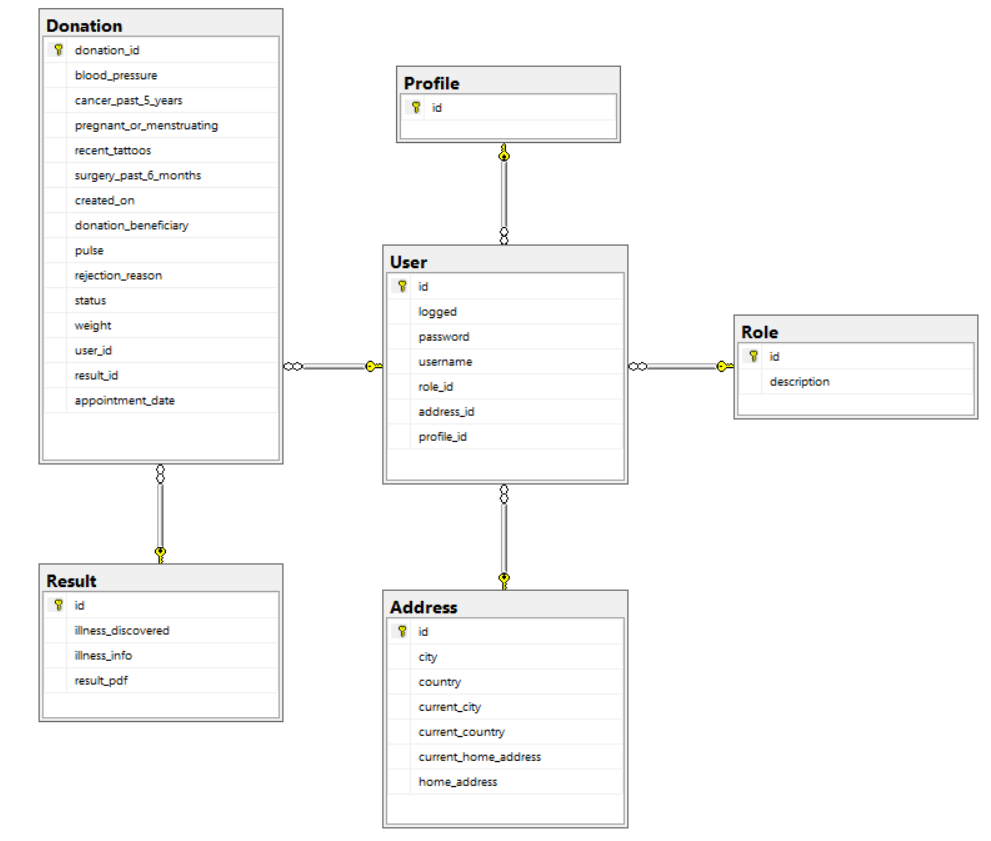 Donation
donation_id
blood_pressure
cancer_past_5_years
pregnant_or_menstruating
recent_tattoos
surgery_past_6_months
created_on
donation_beneficiary
pulse
rejection_reason
status
weight
user_id
result_id
appointment_date
Profile
id
User
id
logged
password
username
role_id
address_id
profile_id
Role
id
description
Result
id
illness_discovered
illness_info
result_pdf
Address
id
city
country
current_city
current_country
current_home_address
home_address